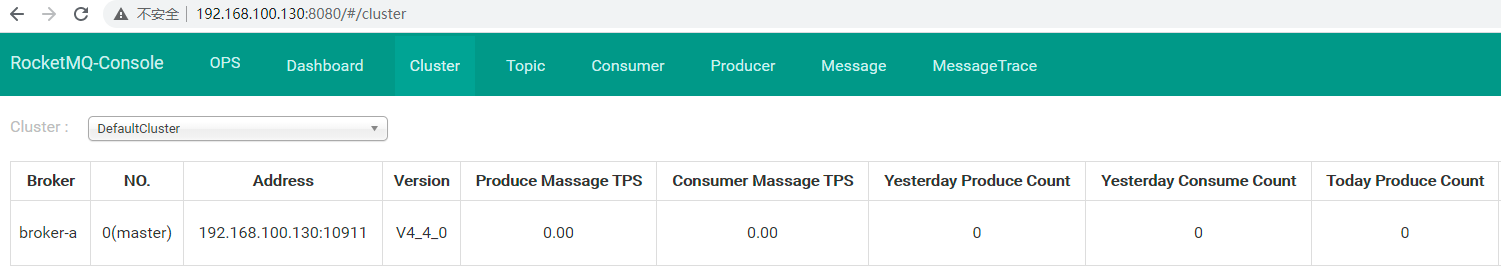 不安全 | 192.168.100.130:8080/#/cluster
RocketMQ-Console OPS Dashboard Cluster Topic Consumer Producer Message MessageTrace
Cluster : DefaultCluster
Broker NO. Address Version Produce Massage TPS Consumer Massage TPS Yesterday Produce Count Yesterday Consume Count Today Produce Count
broker-a 0(master) 192.168.100.130:10911 V4_4_0 0.00 0.00 0 0 0